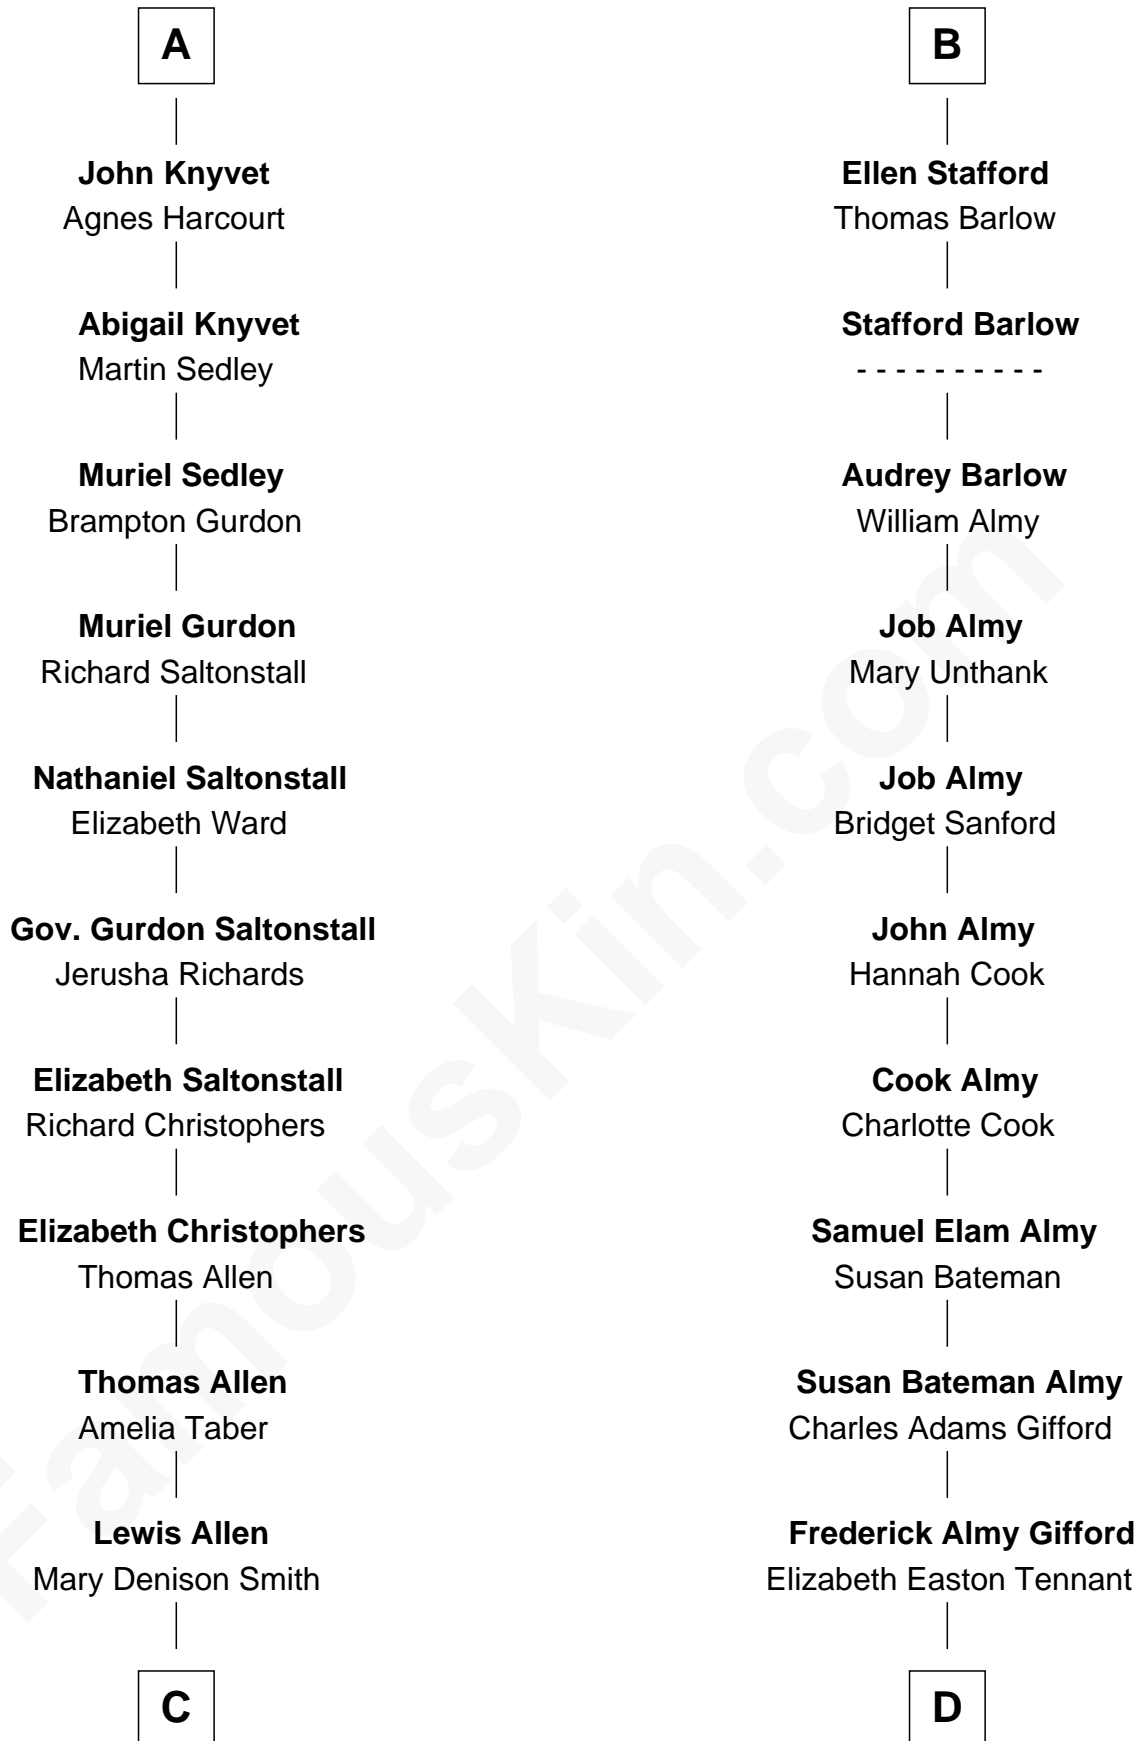 A
John Knyvet
Agnes Harcourt
Abigail Knyvet
Martin Sedley
Muriel Sedley
Brampton Gurdon
Muriel Gurdon
Richard Saltonstall
Nathaniel Saltonstall
Elizabeth Ward
Gov. Gurdon Saltonstall
Jerusha Richards
Elizabeth Saltonstall
Richard Christophers
Elizabeth Christophers
Thomas Allen
Thomas Allen
Amelia Taber
Lewis Allen
Mary Denison Smith
C
B
Ellen Stafford
Thomas Barlow
Stafford Barlow
- - - - - - - - - -
Audrey Barlow
William Almy
Job Almy
Mary Unthank
Job Almy
Bridget Sanford
John Almy
Hannah Cook
Cook Almy
Charlotte Cook
Samuel Elam Almy
Susan Bateman
Susan Bateman Almy
Charles Adams Gifford
Frederick Almy Gifford
Elizabeth Easton Tennant
D
FamousKin.com